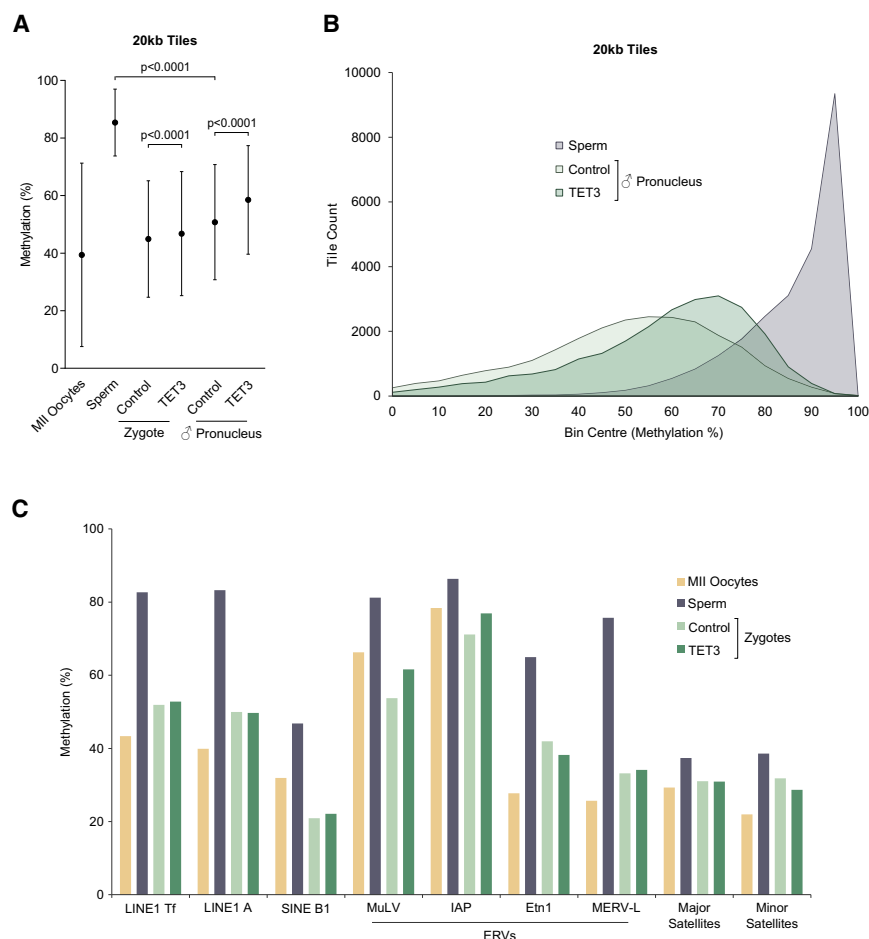 A
20kb Tiles
p<0.0001
p<0.0001
p<0.0001
Methylation (%)
100
80
60
40
20
0
MII Oocytes
Sperm
Control
TET3
Control
TET3
Zygote
♂ Pronucleus
B
20kb Tiles
Tile Count
10000
8000
6000
4000
2000
0
Sperm
Control
TET3
♂ Pronucleus
0 10 20 30 40 50 60 70 80 90 100
Bin Centre (Methylation %)
C
Methylation (%)
100
80
60
40
20
0
MII Oocytes
Sperm
Control
TET3
Zygotes
LINE1 Tf LINE1 A SINE B1 MuLV IAP Etn1 MERV-L Major Satellites Minor Satellites
ERVs